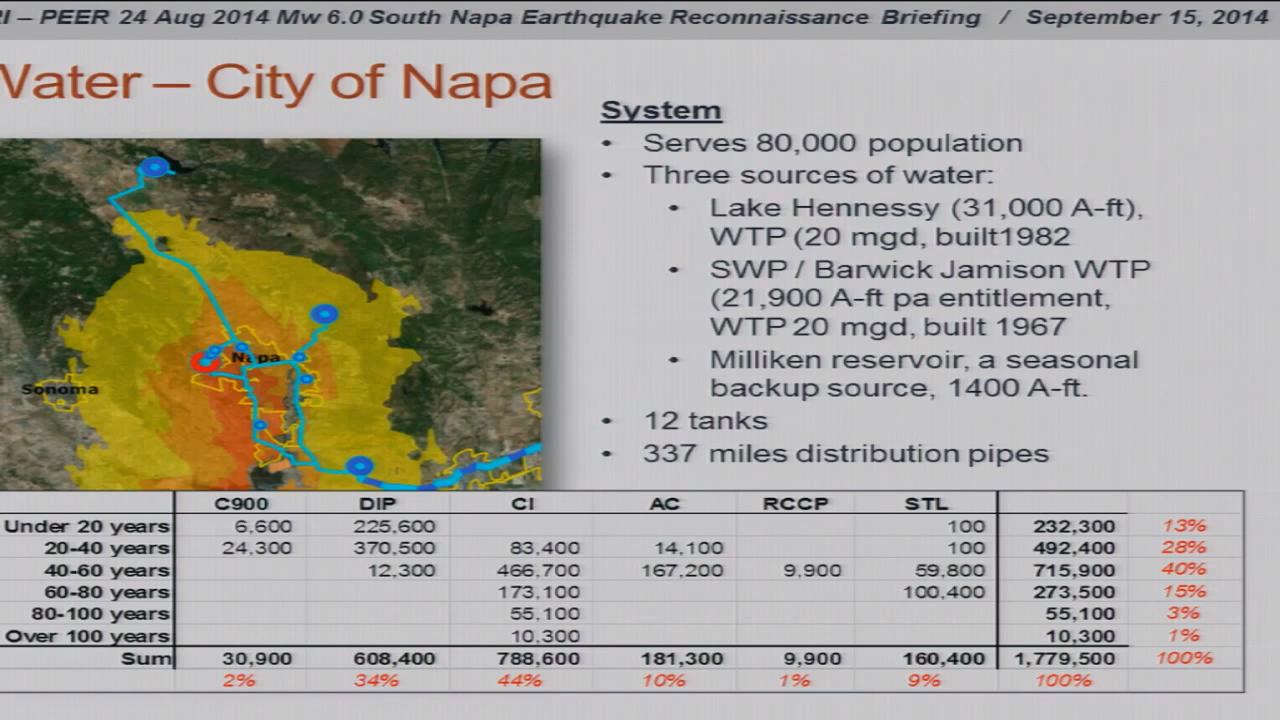 I – PEER 24 Aug 2014 Mw 6.0 South Napa Earthquake Reconnaissance Briefing / September 15, 2014
Water – City of Napa
System
• Serves 80,000 population
• Three sources of water:
• Lake Hennessy (31,000 A-ft),
WTP (20 mgd, built1982
• SWP / Barwick Jamison WTP
(21,900 A-ft pa entitlement,
WTP 20 mgd, built 1967
• Milliken reservoir, a seasonal
backup source, 1400 A-ft.
• 12 tanks
• 337 miles distribution pipes
Napa
Sonoma
C900 DIP CI AC RCCP STL
Under 20 years 6,600 225,600 100 232,300 13%
20-40 years 24,300 370,500 83,400 14,100 100 492,400 28%
40-60 years 12,300 466,700 167,200 9,900 59,800 715,900 40%
60-80 years 173,100 100,400 273,500 15%
80-100 years 55,100 55,100 3%
Over 100 years 10,300 10,300 1%
Sum 30,900 608,400 788,600 181,300 9,900 160,400 1,779,500 100%
2% 34% 44% 10% 1% 9% 100%